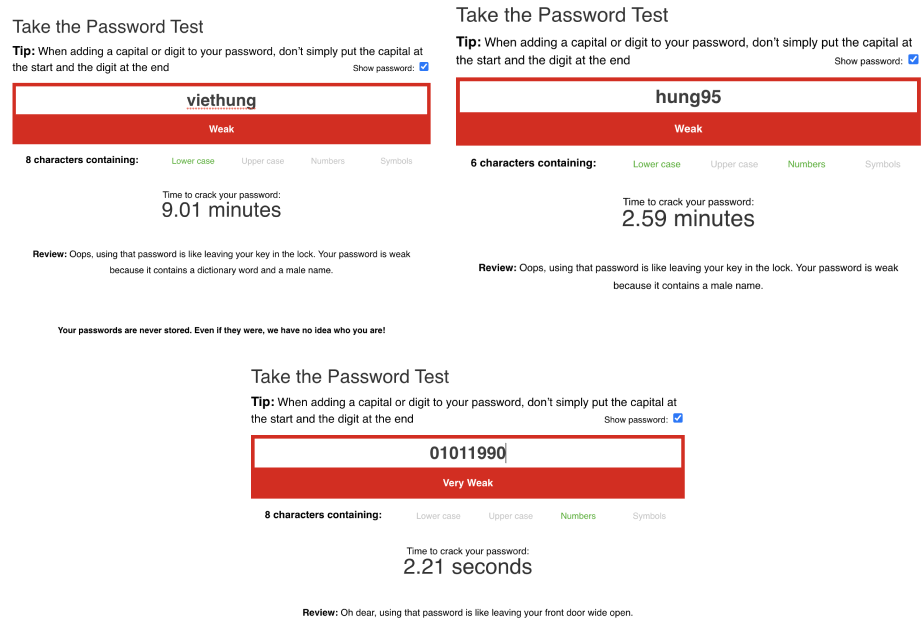 Take the Password Test
Tip: When adding a capital or digit to your password, don't simply put the capital at
the start and the digit at the end
Show password:
viethung
Weak
8 characters containing: Lower case Upper case Numbers Symbols
Time to crack your password:
9.01 minutes
Review: Oops, using that password is like leaving your key in the lock. Your password is weak
because it contains a dictionary word and a male name.
Your passwords are never stored. Even if they were, we have no idea who you are!
Take the Password Test
Tip: When adding a capital or digit to your password, don't simply put the capital at
the start and the digit at the end
Show password:
hung95
Weak
6 characters containing: Lower case Upper case Numbers Symbols
Time to crack your password:
2.59 minutes
Review: Oops, using that password is like leaving your key in the lock. Your password is weak
because it contains a male name.
Take the Password Test
Tip: When adding a capital or digit to your password, don't simply put the capital at
the start and the digit at the end
Show password:
01011990
Very Weak
8 characters containing: Lower case Upper case Numbers Symbols
Time to crack your password:
2.21 seconds
Review: Oh dear, using that password is like leaving your front door wide open.